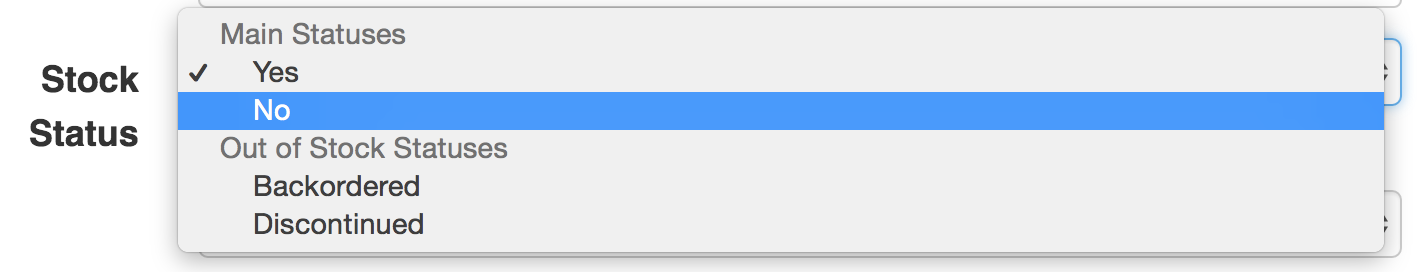 Stock
Status
Main Statuses
Yes
No
Out of Stock Statuses
Backordered
Discontinued